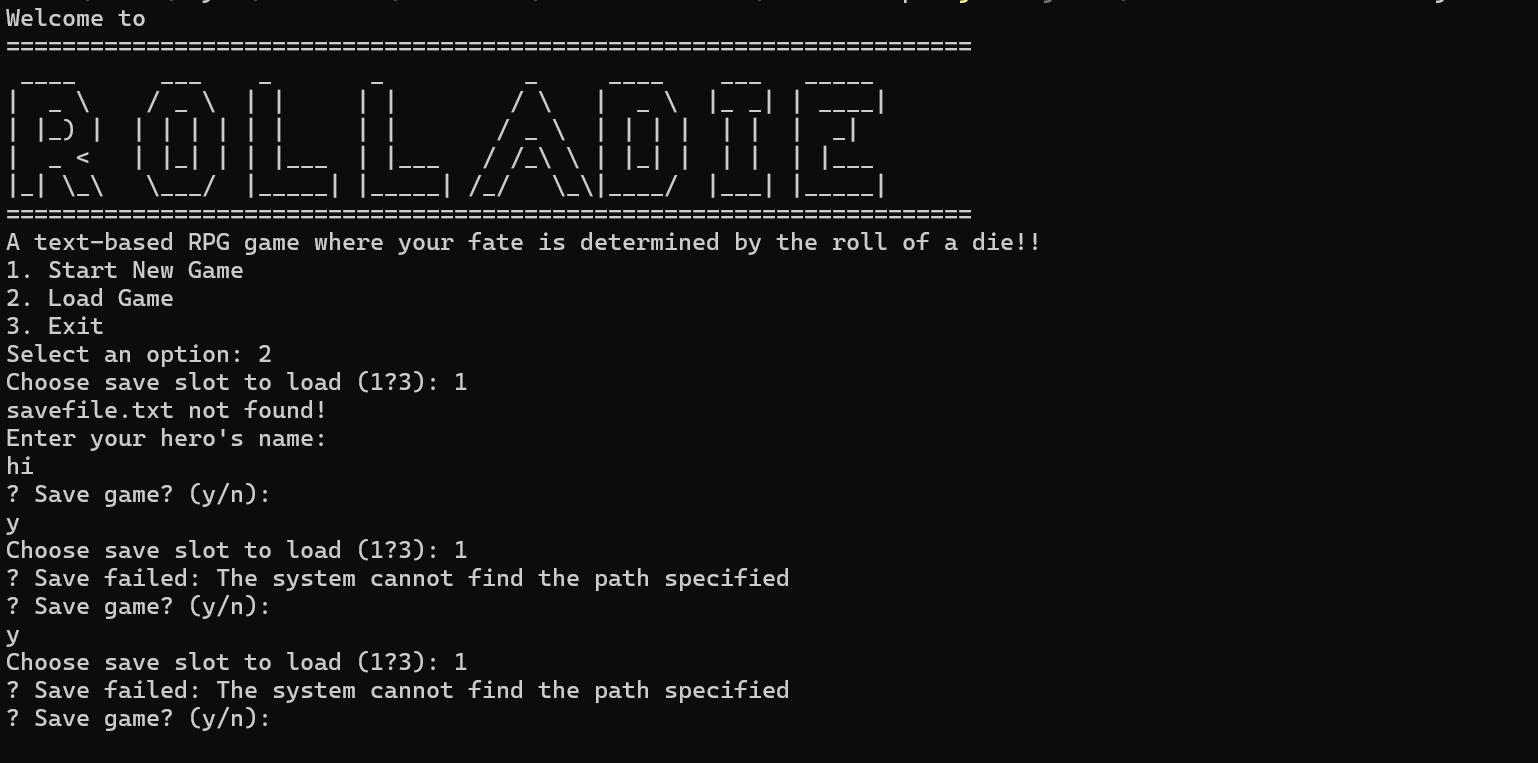 Welcome to
=====================================================================
 ____      ___    _       _          _     ____    ___   _____
|  _ \    / _ \  | |     | |        / \   |  _ \  |_ _| | ____|
| |_) |  | | | | | |     | |       / _ \  | | | |  | |  |  _|
|  _ <   | |_| | | |___  | |___   / /_\ \ | |_| |  | |  | |___
|_| \_\   \___/  |_____| |_____| /_/   \_\|____/  |___| |_____|
=====================================================================
A text-based RPG game where your fate is determined by the roll of a die!!
1. Start New Game
2. Load Game
3. Exit
Select an option: 2
Choose save slot to load (1?3): 1
savefile.txt not found!
Enter your hero's name:
hi
? Save game? (y/n):
y
Choose save slot to load (1?3): 1
? Save failed: The system cannot find the path specified
? Save game? (y/n):
y
Choose save slot to load (1?3): 1
? Save failed: The system cannot find the path specified
? Save game? (y/n):